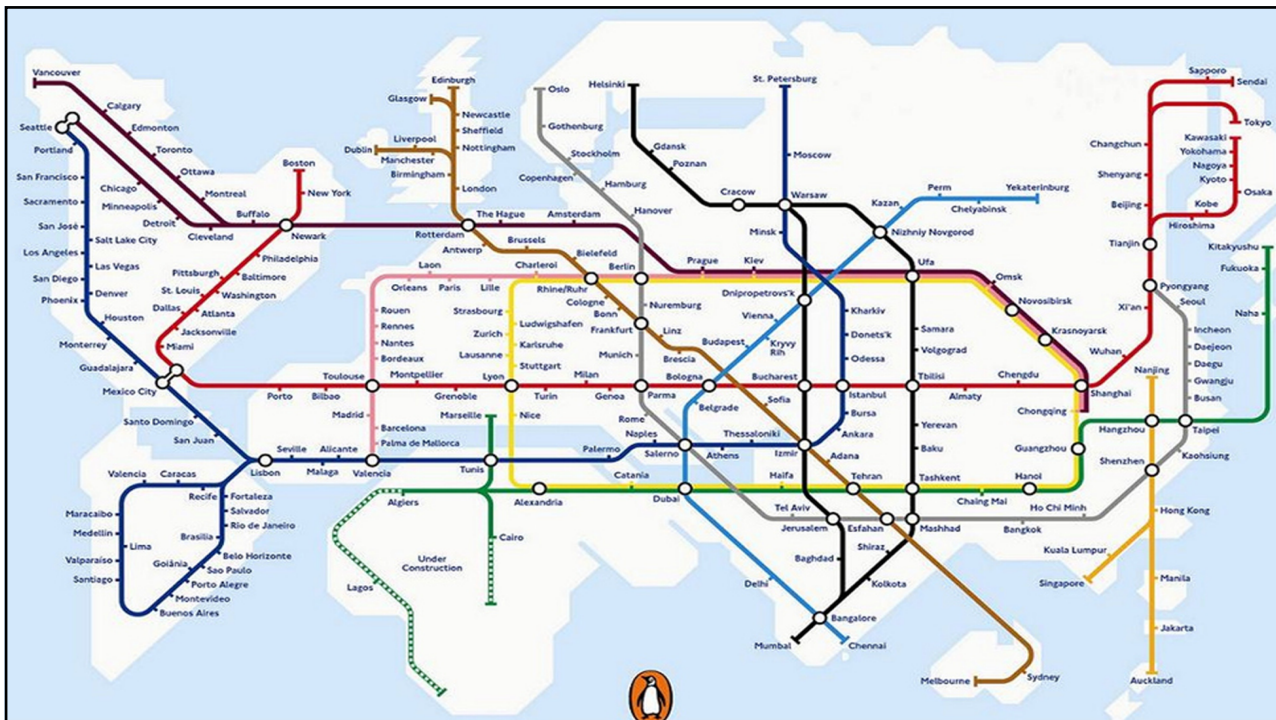 Vancouver
Calgary
Edmonton
Toronto
Ottawa
Montreal
Seattle
Portland
San Francisco
Sacramento
San José
Los Angeles
San Diego
Phoenix
Salt Lake City
Las Vegas
Denver
Houston
Monterrey
Guadalajara
Mexico City
Chicago
Minneapolis
Detroit
Cleveland
Buffalo
Boston
New York
Newark
Philadelphia
Pittsburgh
Baltimore
St. Louis
Washington
Dallas
Atlanta
Jacksonville
Miami
Santo Domingo
San Juan
Valencia
Caracas
Recife
Fortaleza
Salvador
Rio de Janeiro
Maracaibo
Medellin
Lima
Valparaiso
Santiago
Brasilia
Belo Horizonte
Goiânia
Sao Paulo
Porto Alegre
Montevideo
Buenos Aires
Edinburgh
Glasgow
Newcastle
Sheffield
Nottingham
Liverpool
Dublin
Manchester
Birmingham
London
Rotterdam
The Hague
Amsterdam
Antwerp
Brussels
Bielefeld
Charleroi
Rhine/Ruhr
Cologne
Bonn
Frankfurt
Laon
Orleans
Paris
Lille
Rouen
Rennes
Nantes
Bordeaux
Toulouse
Montpellier
Porto
Bilbao
Grenoble
Madrid
Barcelona
Palma de Mallorca
Seville
Alicante
Lisbon
Malaga
Valencia
Strasbourg
Ludwigshafen
Zurich
Karlsruhe
Lausanne
Stuttgart
Lyon
Turin
Milan
Genoa
Nice
Marseille
Tunis
Palermo
Algiers
Cairo
Under
Construction
Lagos
Alexandria
Catania
Oslo
Gothenburg
Stockholm
Copenhagen
Hamburg
Hanover
Berlin
Nuremburg
Munich
Parma
Rome
Naples
Salerno
Helsinki
Gdansk
Poznan
Cracow
Warsaw
St. Petersburg
Moscow
Minsk
Prague
Kiev
Dnipropetrovs'k
Vienna
Budapest
Kryvy
Rih
Linz
Brescia
Bologna
Belgrade
Bucharest
Sofia
Kharkiv
Donets'k
Odessa
Istanbul
Bursa
Ankara
Thessaloniki
Athens
Izmir
Adana
Dubai
Haifa
Tehran
Tel Aviv
Jerusalem
Esfahan
Mashhad
Baghdad
Shiraz
Kolkota
Delhi
Bangalore
Mumbai
Chennai
Kazan
Perm
Yekaterinburg
Chelyabinsk
Nizhniy Novgorod
Ufa
Samara
Volgograd
Tbilisi
Yerevan
Baku
Tashkent
Almaty
Chengdu
Omsk
Novosibirsk
Krasnoyarsk
Shanghai
Chongqing
Guangzhou
Hanoi
Chaing Mai
Ho Chi Minh
Bangkok
Sapporo
Sendai
Tokyo
Kawasaki
Yokohama
Nagoya
Kyoto
Osaka
Kobe
Hiroshima
Changchun
Shenyang
Beijing
Tianjin
Pyongyang
Xi'an
Wuhan
Seoul
Incheon
Daejeon
Daegu
Gwangju
Busan
Kitakyushu
Fukuoka
Naha
Nanjing
Hangzhou
Taipei
Shenzhen
Kaohsiung
Hong Kong
Kuala Lumpur
Singapore
Manila
Jakarta
Auckland
Melbourne
Sydney